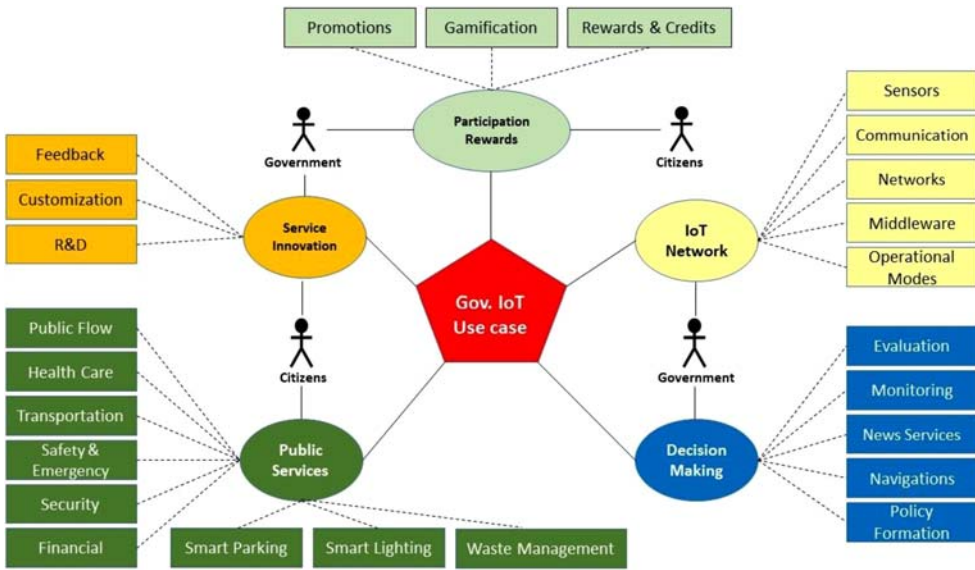 Promotions
Gamification
Rewards & Credits
Participation
Rewards
Government
Citizens
Feedback
Customization
R&D
Service
Innovation
IoT
Network
Sensors
Communication
Networks
Middleware
Operational
Modes
Gov. IoT
Use case
Citizens
Government
Public Flow
Health Care
Transportation
Safety &
Emergency
Security
Financial
Public
Services
Smart Parking
Smart Lighting
Waste Management
Decision
Making
Evaluation
Monitoring
News Services
Navigations
Policy
Formation